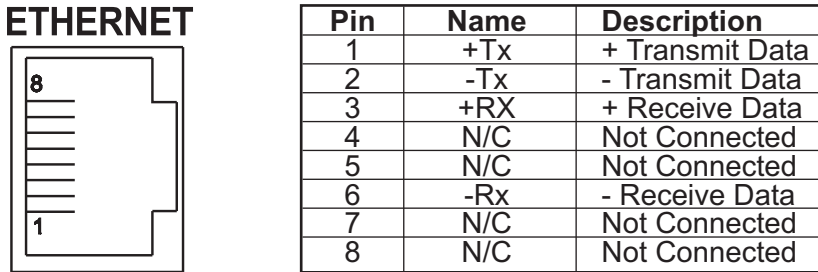 ETHERNET
8
1
Pin Name Description
1 +Tx + Transmit Data
2 -Tx - Transmit Data
3 +RX + Receive Data
4 N/C Not Connected
5 N/C Not Connected
6 -Rx - Receive Data
7 N/C Not Connected
8 N/C Not Connected